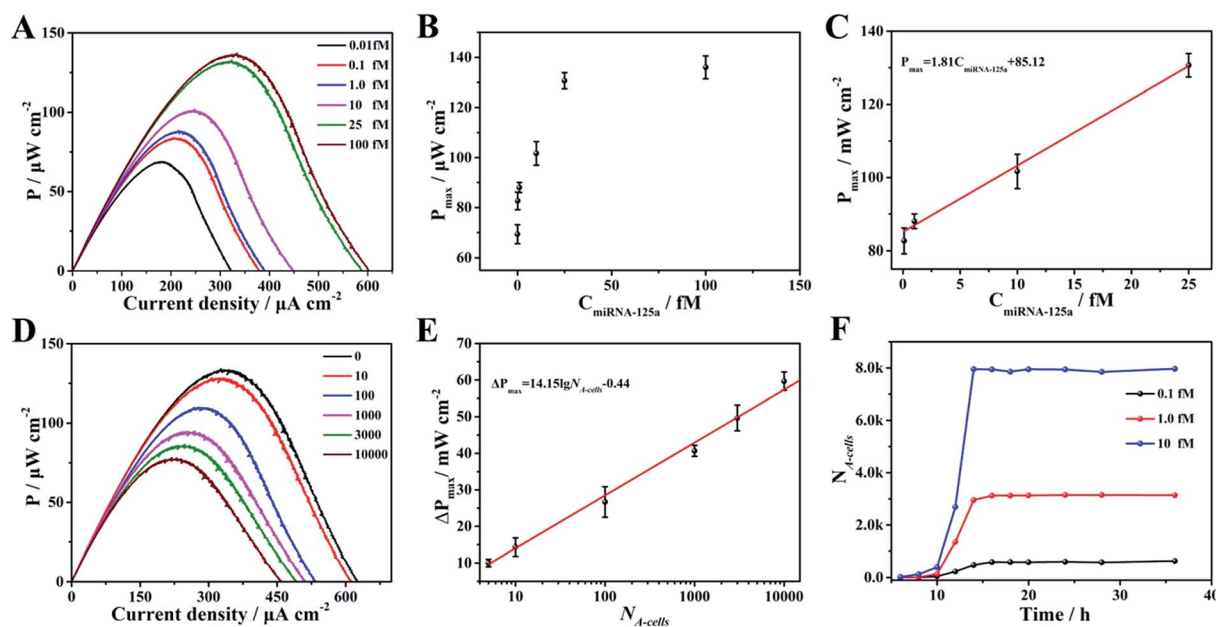 A
P / μW cm⁻²
150
100
50
0
0 100 200 300 400 500 600
Current density / μA cm⁻²
0.01fM
0.1 fM
1.0 fM
10 fM
25 fM
100 fM
B
P_max / μW cm⁻²
140
120
100
80
60
0 50 100 150
C_miRNA-125a / fM
C
P_max=1.81C_miRNA-125a+85.12
P_max / mW cm⁻²
140
120
100
80
0 5 10 15 20 25
C_miRNA-125a / fM
D
P / μW cm⁻²
150
100
50
0
0 150 300 450 600
Current density / μA cm⁻²
0
10
100
1000
3000
10000
E
ΔP_max=14.15lgN_A-cells-0.44
ΔP_max/ mW cm⁻²
70
60
50
40
30
20
10
10 100 1000 10000
N_A-cells
F
N_A-cells
8.0k
6.0k
4.0k
2.0k
0.0
10 20 30 40
Time / h
0.1 fM
1.0 fM
10 fM